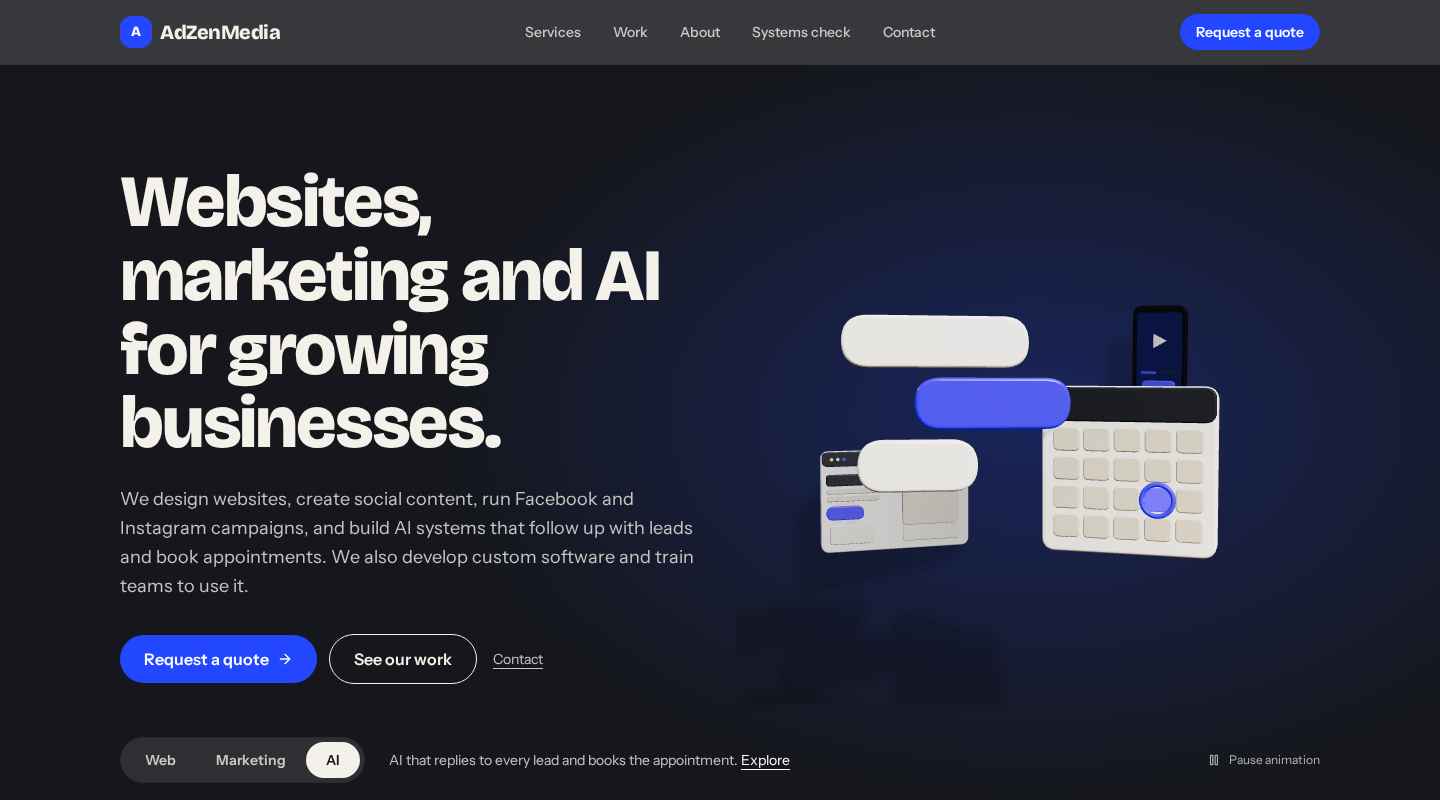 A AdZenMedia
Services Work About Systems check Contact
Request a quote
Websites,
marketing and AI
for growing
businesses.
We design websites, create social content, run Facebook and
Instagram campaigns, and build AI systems that follow up with leads
and book appointments. We also develop custom software and train
teams to use it.
Request a quote → See our work Contact
Web Marketing AI
AI that replies to every lead and books the appointment. Explore
Pause animation